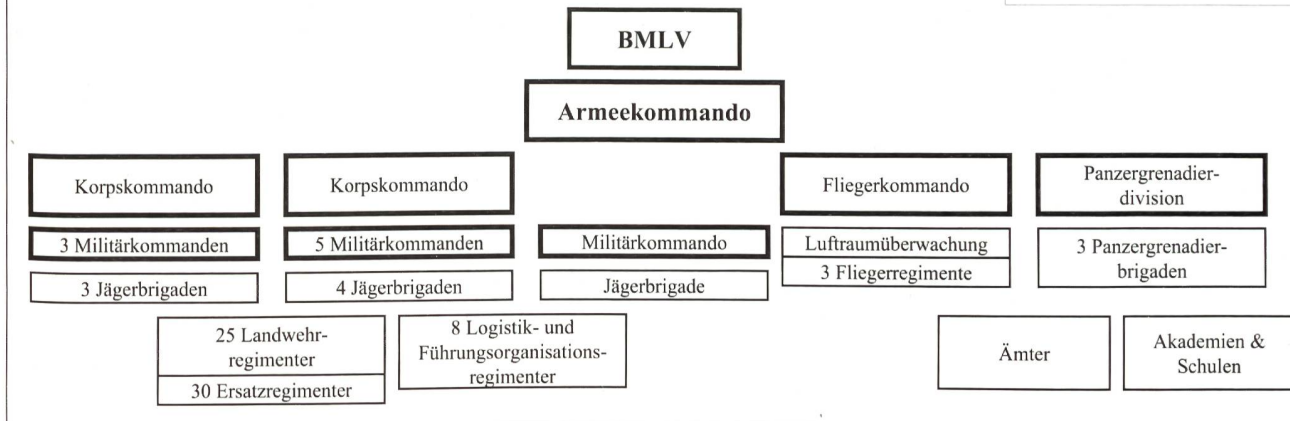 BMLV
Armeekommando
Korpskommando
Korpskommando
Fliegerkommando
Panzergrenadier-
division
3 Militärkommanden
5 Militärkommanden
Militärkommando
Luftraumüberwachung
3 Fliegerregimente
3 Panzergrenadier-
brigaden
3 Jägerbrigaden
4 Jägerbrigaden
Jägerbrigade
25 Landwehr-
regimenter
30 Ersatzregimenter
8 Logistik- und
Führungsorganisations-
regimenter
Ämter
Akademien &
Schulen